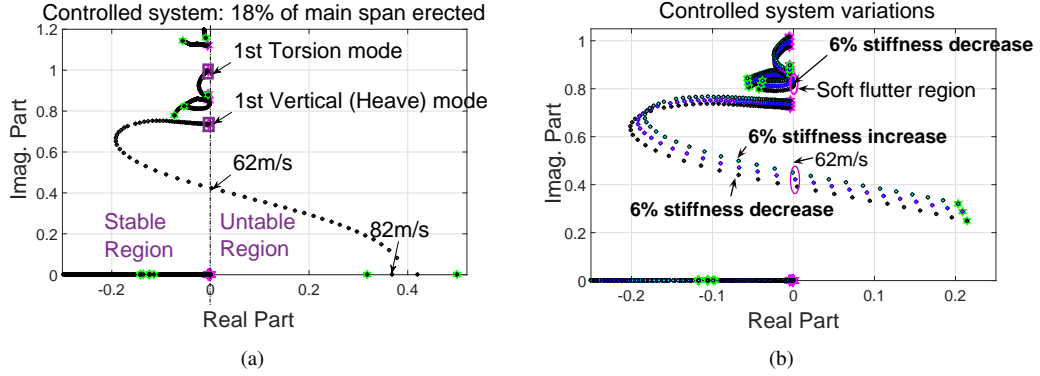 Controlled system: 18% of main span erected
1.2
1
0.8
0.6
0.4
0.2
0
Imag. Part
1st Torsion mode
1st Vertical (Heave) mode
62m/s
Stable
Region
Untable
Region
82m/s
-0.2
0
0.2
0.4
Real Part
(a)
Controlled system variations
1
0.8
0.6
0.4
0.2
0
Imag. Part
6% stiffness decrease
Soft flutter region
6% stiffness increase
62m/s
6% stiffness decrease
-0.2
-0.1
0
0.1
0.2
Real Part
(b)